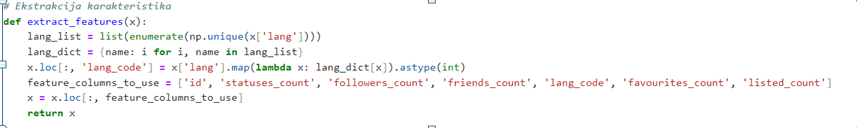 # Ekstrakcija karakteristika
def extract_features(x):
    lang_list = list(enumerate(np.unique(x['lang'])))
    lang_dict = {name: i for i, name in lang_list}
    x.loc[:, 'lang_code'] = x['lang'].map(lambda x: lang_dict[x]).astype(int)
    feature_columns_to_use = ['id', 'statuses_count', 'followers_count', 'friends_count', 'lang_code', 'favourites_count', 'listed_count']
    x = x.loc[:, feature_columns_to_use]
    return x